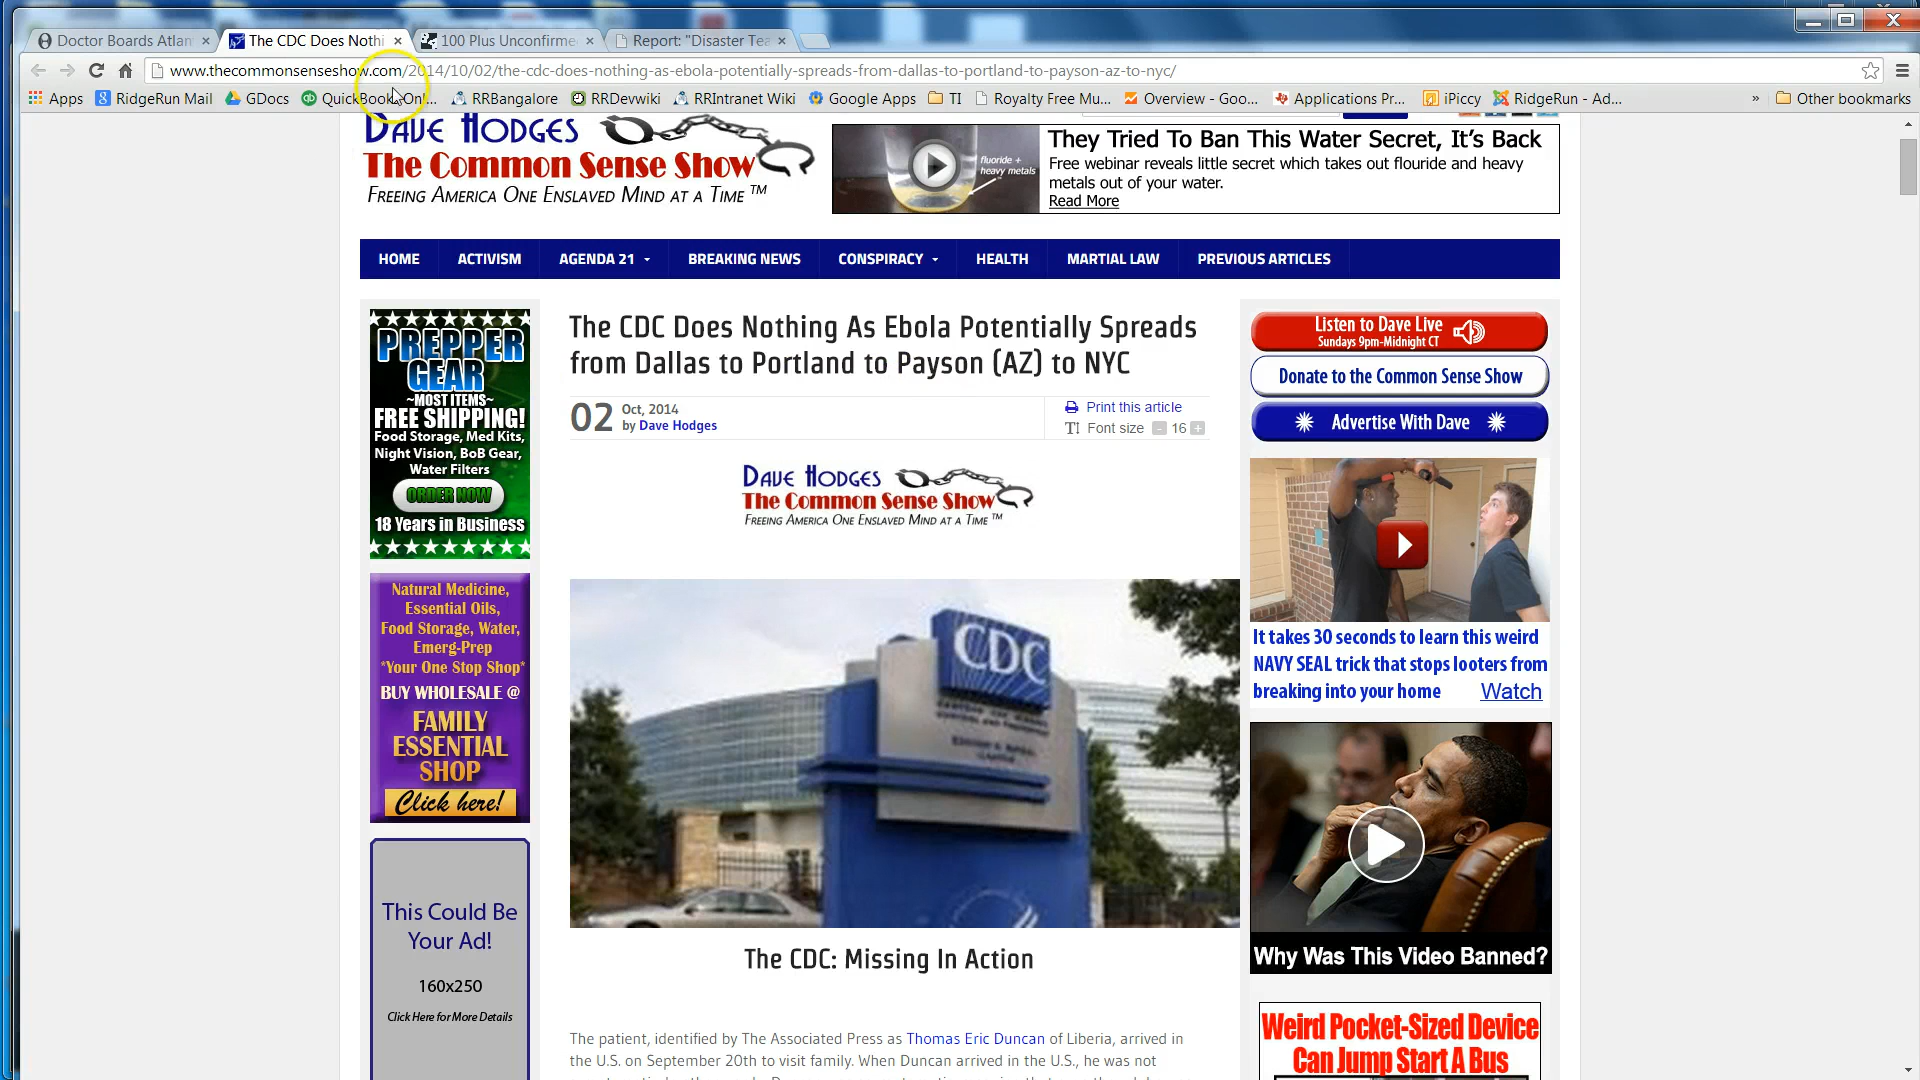 Doctor Boards Atlan
The CDC Does Nothi
100 Plus Unconfirme
Report: "Disaster Tea
www.thecommonsenseshow.com/2014/10/02/the-cdc-does-nothing-as-ebola-potentially-spreads-from-dallas-to-portland-to-payson-az-to-nyc/
Apps RidgeRun Mail GDocs QuickBooks Onl... RRBangalore RRDevwiki RRIntranet Wiki Google Apps TI Royalty Free Mu... Overview - Goo... Applications Pr... iPiccy RidgeRun - Ad... » Other bookmarks
DAVE HODGES
The Common Sense Show
FREEING AMERICA ONE ENSLAVED MIND AT A TIME ™
fluoride +
heavy metals
They Tried To Ban This Water Secret, It's Back
Free webinar reveals little secret which takes out flouride and heavy
metals out of your water.
Read More
HOME ACTIVISM AGENDA 21 BREAKING NEWS CONSPIRACY HEALTH MARTIAL LAW PREVIOUS ARTICLES
PREPPER
GEAR
~MOST ITEMS~
FREE SHIPPING!
Food Storage, Med Kits,
Night Vision, BoB Gear,
Water Filters
ORDER NOW
18 Years in Business
Natural Medicine,
Essential Oils,
Food Storage, Water,
Emerg-Prep
*Your One Stop Shop*
BUY WHOLESALE @
FAMILY
ESSENTIAL
SHOP
Click here!
This Could Be
Your Ad!
160x250
Click Here for More Details
The CDC Does Nothing As Ebola Potentially Spreads
from Dallas to Portland to Payson (AZ) to NYC
02 Oct, 2014
by Dave Hodges
Print this article
Font size - 16 +
DAVE HODGES
The Common Sense Show
FREEING AMERICA ONE ENSLAVED MIND AT A TIME ™
CDC
The CDC: Missing In Action
The patient, identified by The Associated Press as Thomas Eric Duncan of Liberia, arrived in
the U.S. on September 20th to visit family. When Duncan arrived in the U.S., he was not
Listen to Dave Live
Sundays 9pm-Midnight CT
Donate to the Common Sense Show
Advertise With Dave
It takes 30 seconds to learn this weird
NAVY SEAL trick that stops looters from
breaking into your home Watch
Why Was This Video Banned?
Weird Pocket-Sized Device
Can Jump Start A Bus